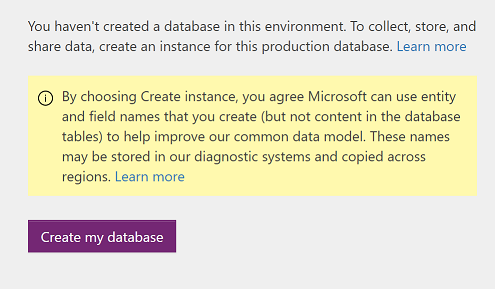 You haven't created a database in this environment. To collect, store, and
share data, create an instance for this production database. Learn more
By choosing Create instance, you agree Microsoft can use entity
and field names that you create (but not content in the database
tables) to help improve our common data model. These names
may be stored in our diagnostic systems and copied across
regions. Learn more
Create my database